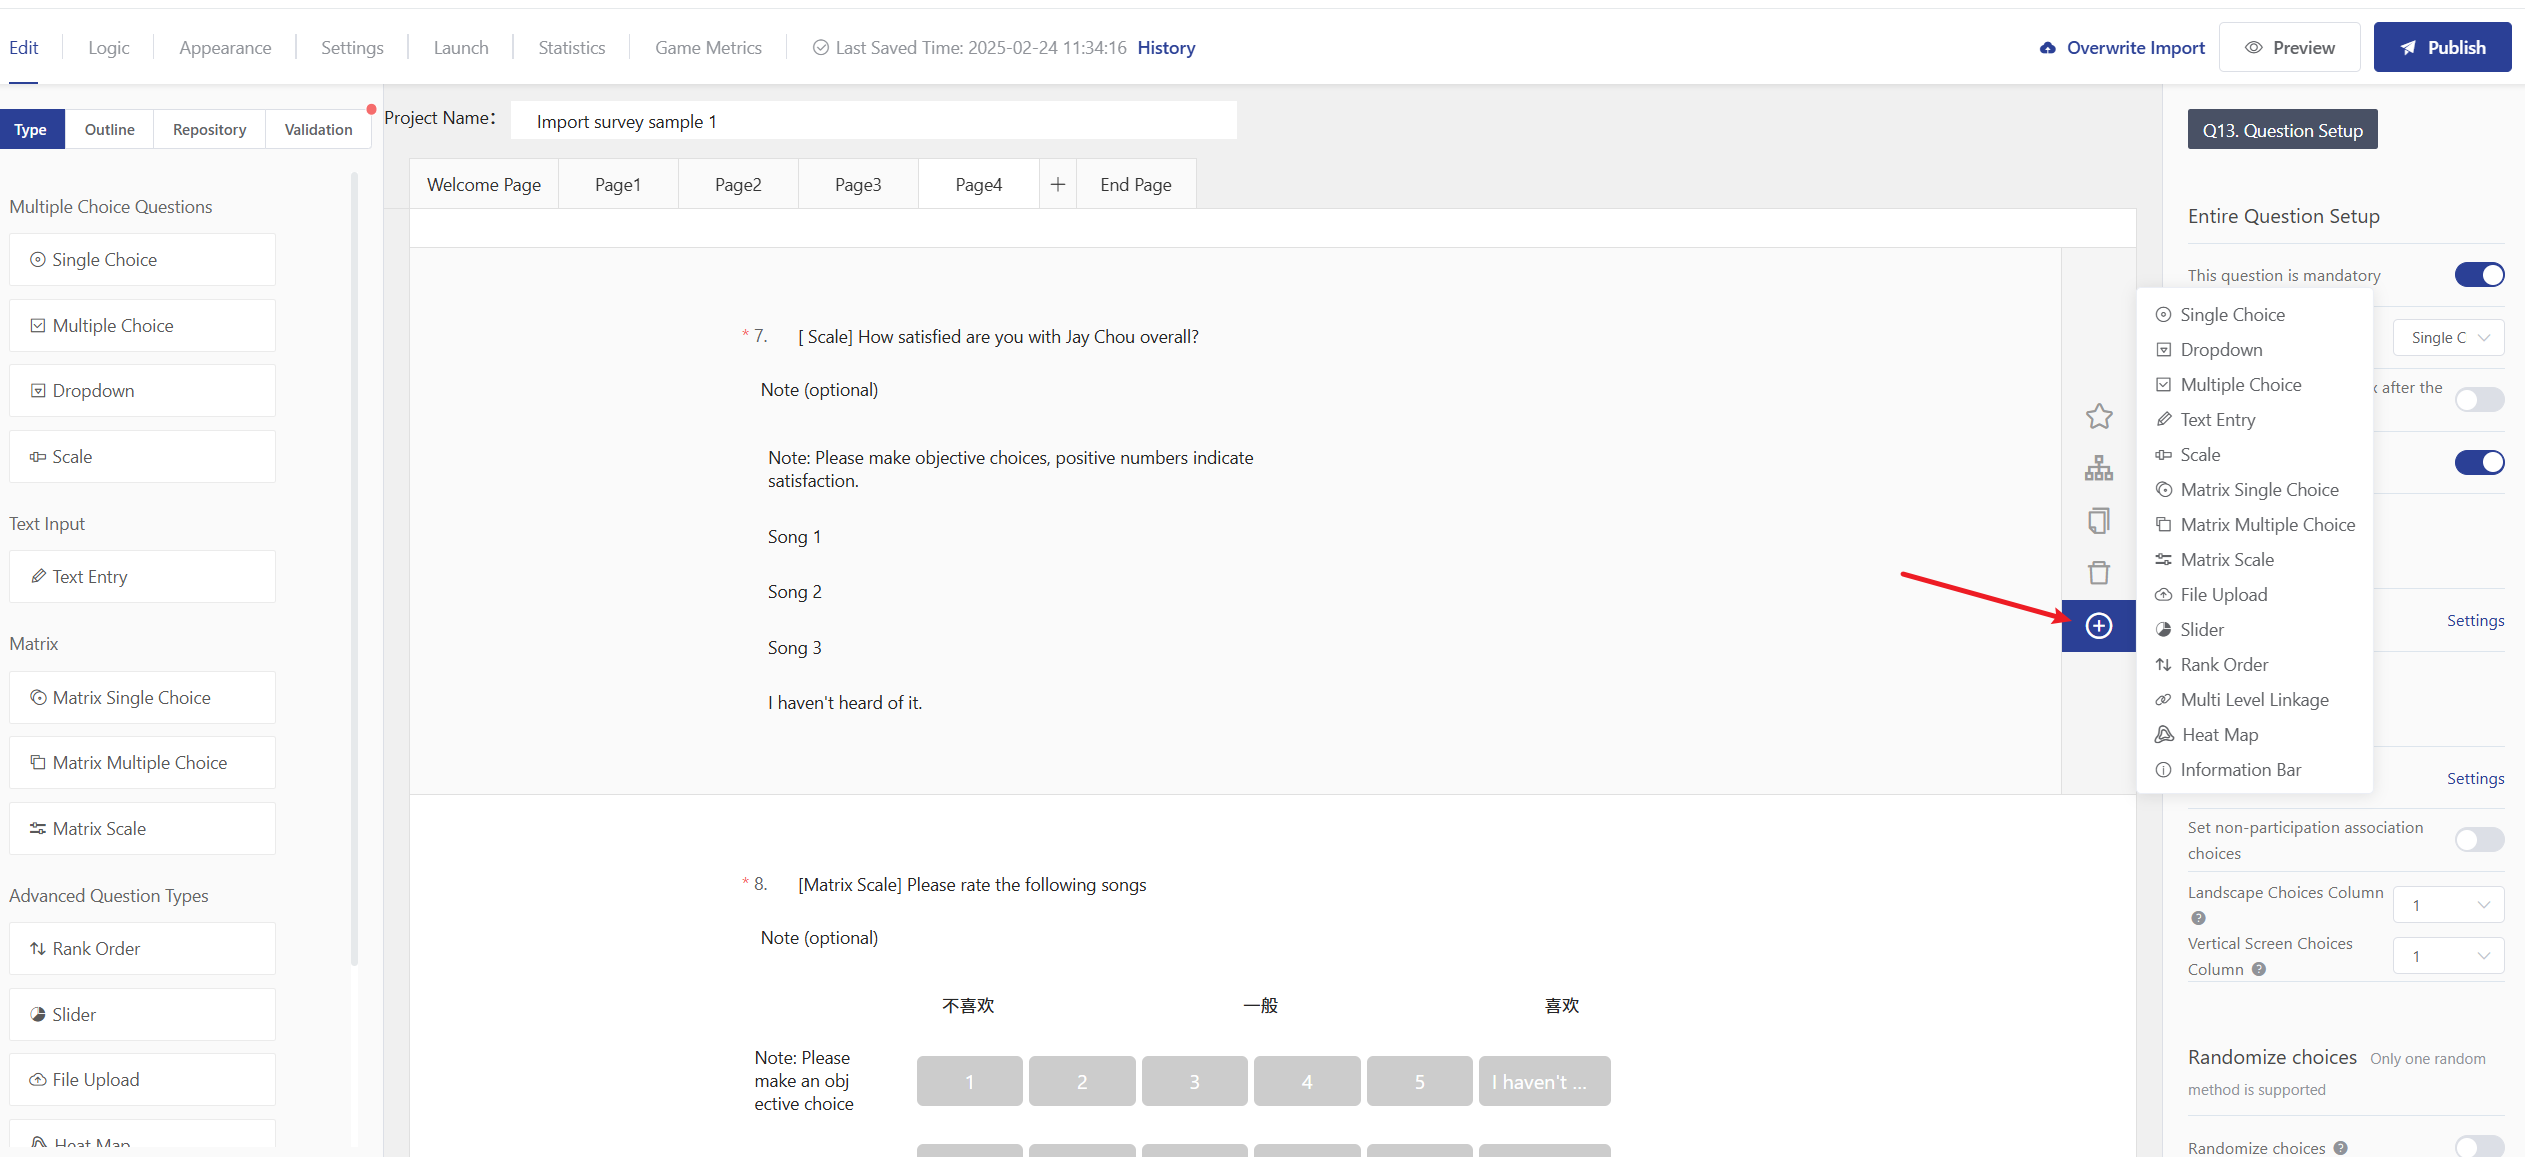 Edit
Logic
Appearance
Settings
Launch
Statistics
Game Metrics
Last Saved Time: 2025-02-24 11:34:16 History
Overwrite Import
Preview
Publish
Type
Outline
Repository
Validation
Project Name：
Import survey sample 1
Q13. Question Setup
Welcome Page
Page1
Page2
Page3
Page4
End Page
Multiple Choice Questions
Single Choice
Multiple Choice
Dropdown
Scale
Text Input
Text Entry
Matrix
Matrix Single Choice
Matrix Multiple Choice
Matrix Scale
Advanced Question Types
Rank Order
Slider
File Upload
Heat Map
* 7. [ Scale] How satisfied are you with Jay Chou overall?
Note (optional)
Note: Please make objective choices, positive numbers indicate
satisfaction.
Song 1
Song 2
Song 3
I haven't heard of it.
* 8. [Matrix Scale] Please rate the following songs
Note (optional)
不喜欢
一般
喜欢
Note: Please
make an obj
ective choice
1
2
3
4
5
I haven't ...
Single Choice
Dropdown
Multiple Choice
Text Entry
Scale
Matrix Single Choice
Matrix Multiple Choice
Matrix Scale
File Upload
Slider
Rank Order
Multi Level Linkage
Heat Map
Information Bar
Entire Question Setup
This question is mandatory
Single C
after the
Settings
Settings
Set non-participation association
choices
Landscape Choices Column
1
Vertical Screen Choices
Column
1
Randomize choices Only one random
method is supported
Randomize choices